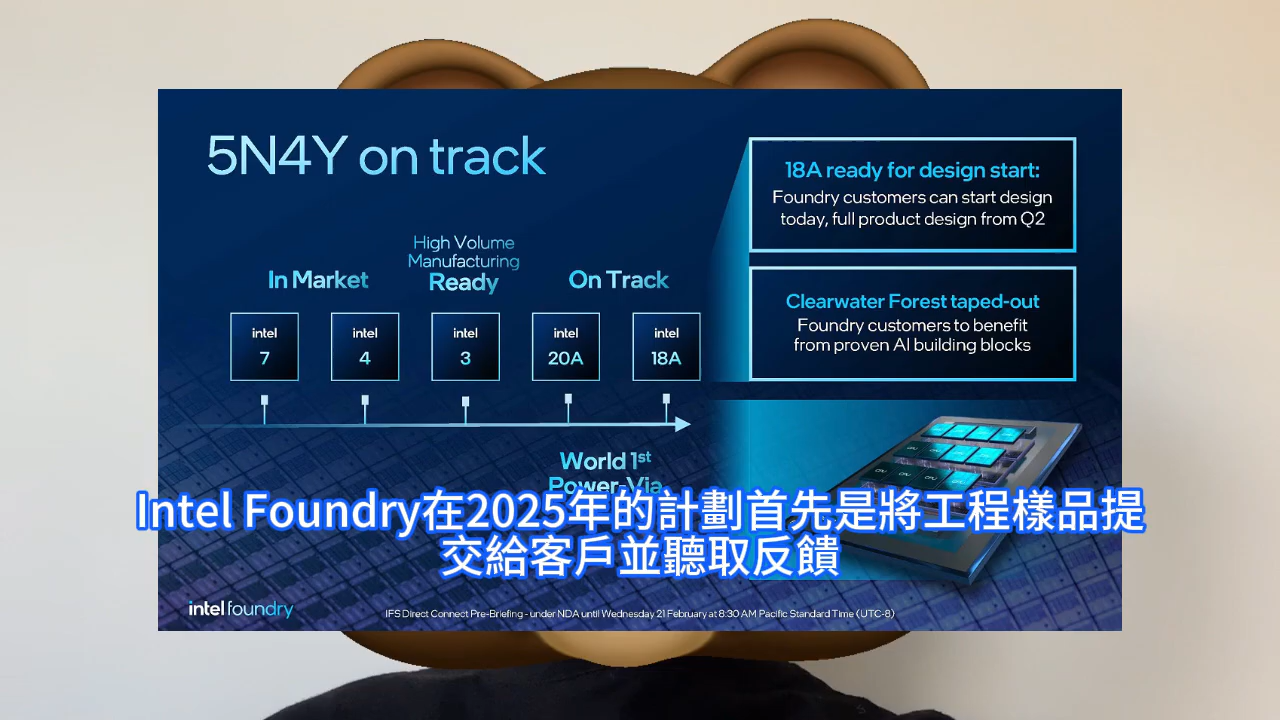 5N4Y on track
18A ready for design start:
Foundry customers can start design
today, full product design from Q2
High Volume
Manufacturing
In Market
Ready
On Track
Clearwater Forest taped-out
Foundry customers to benefit
from proven AI building blocks
intel
7
intel
4
intel
3
intel
20A
intel
18A
World 1st
Power-Via
Intel Foundry在2025年的計劃首先是將工程樣品提
交給客戶並聽取反饋
intel foundry
IFS Direct Connect Pre-Briefing - under NDA until Wednesday 21 February at 8:30 AM Pacific Standard Time (UTC-8)